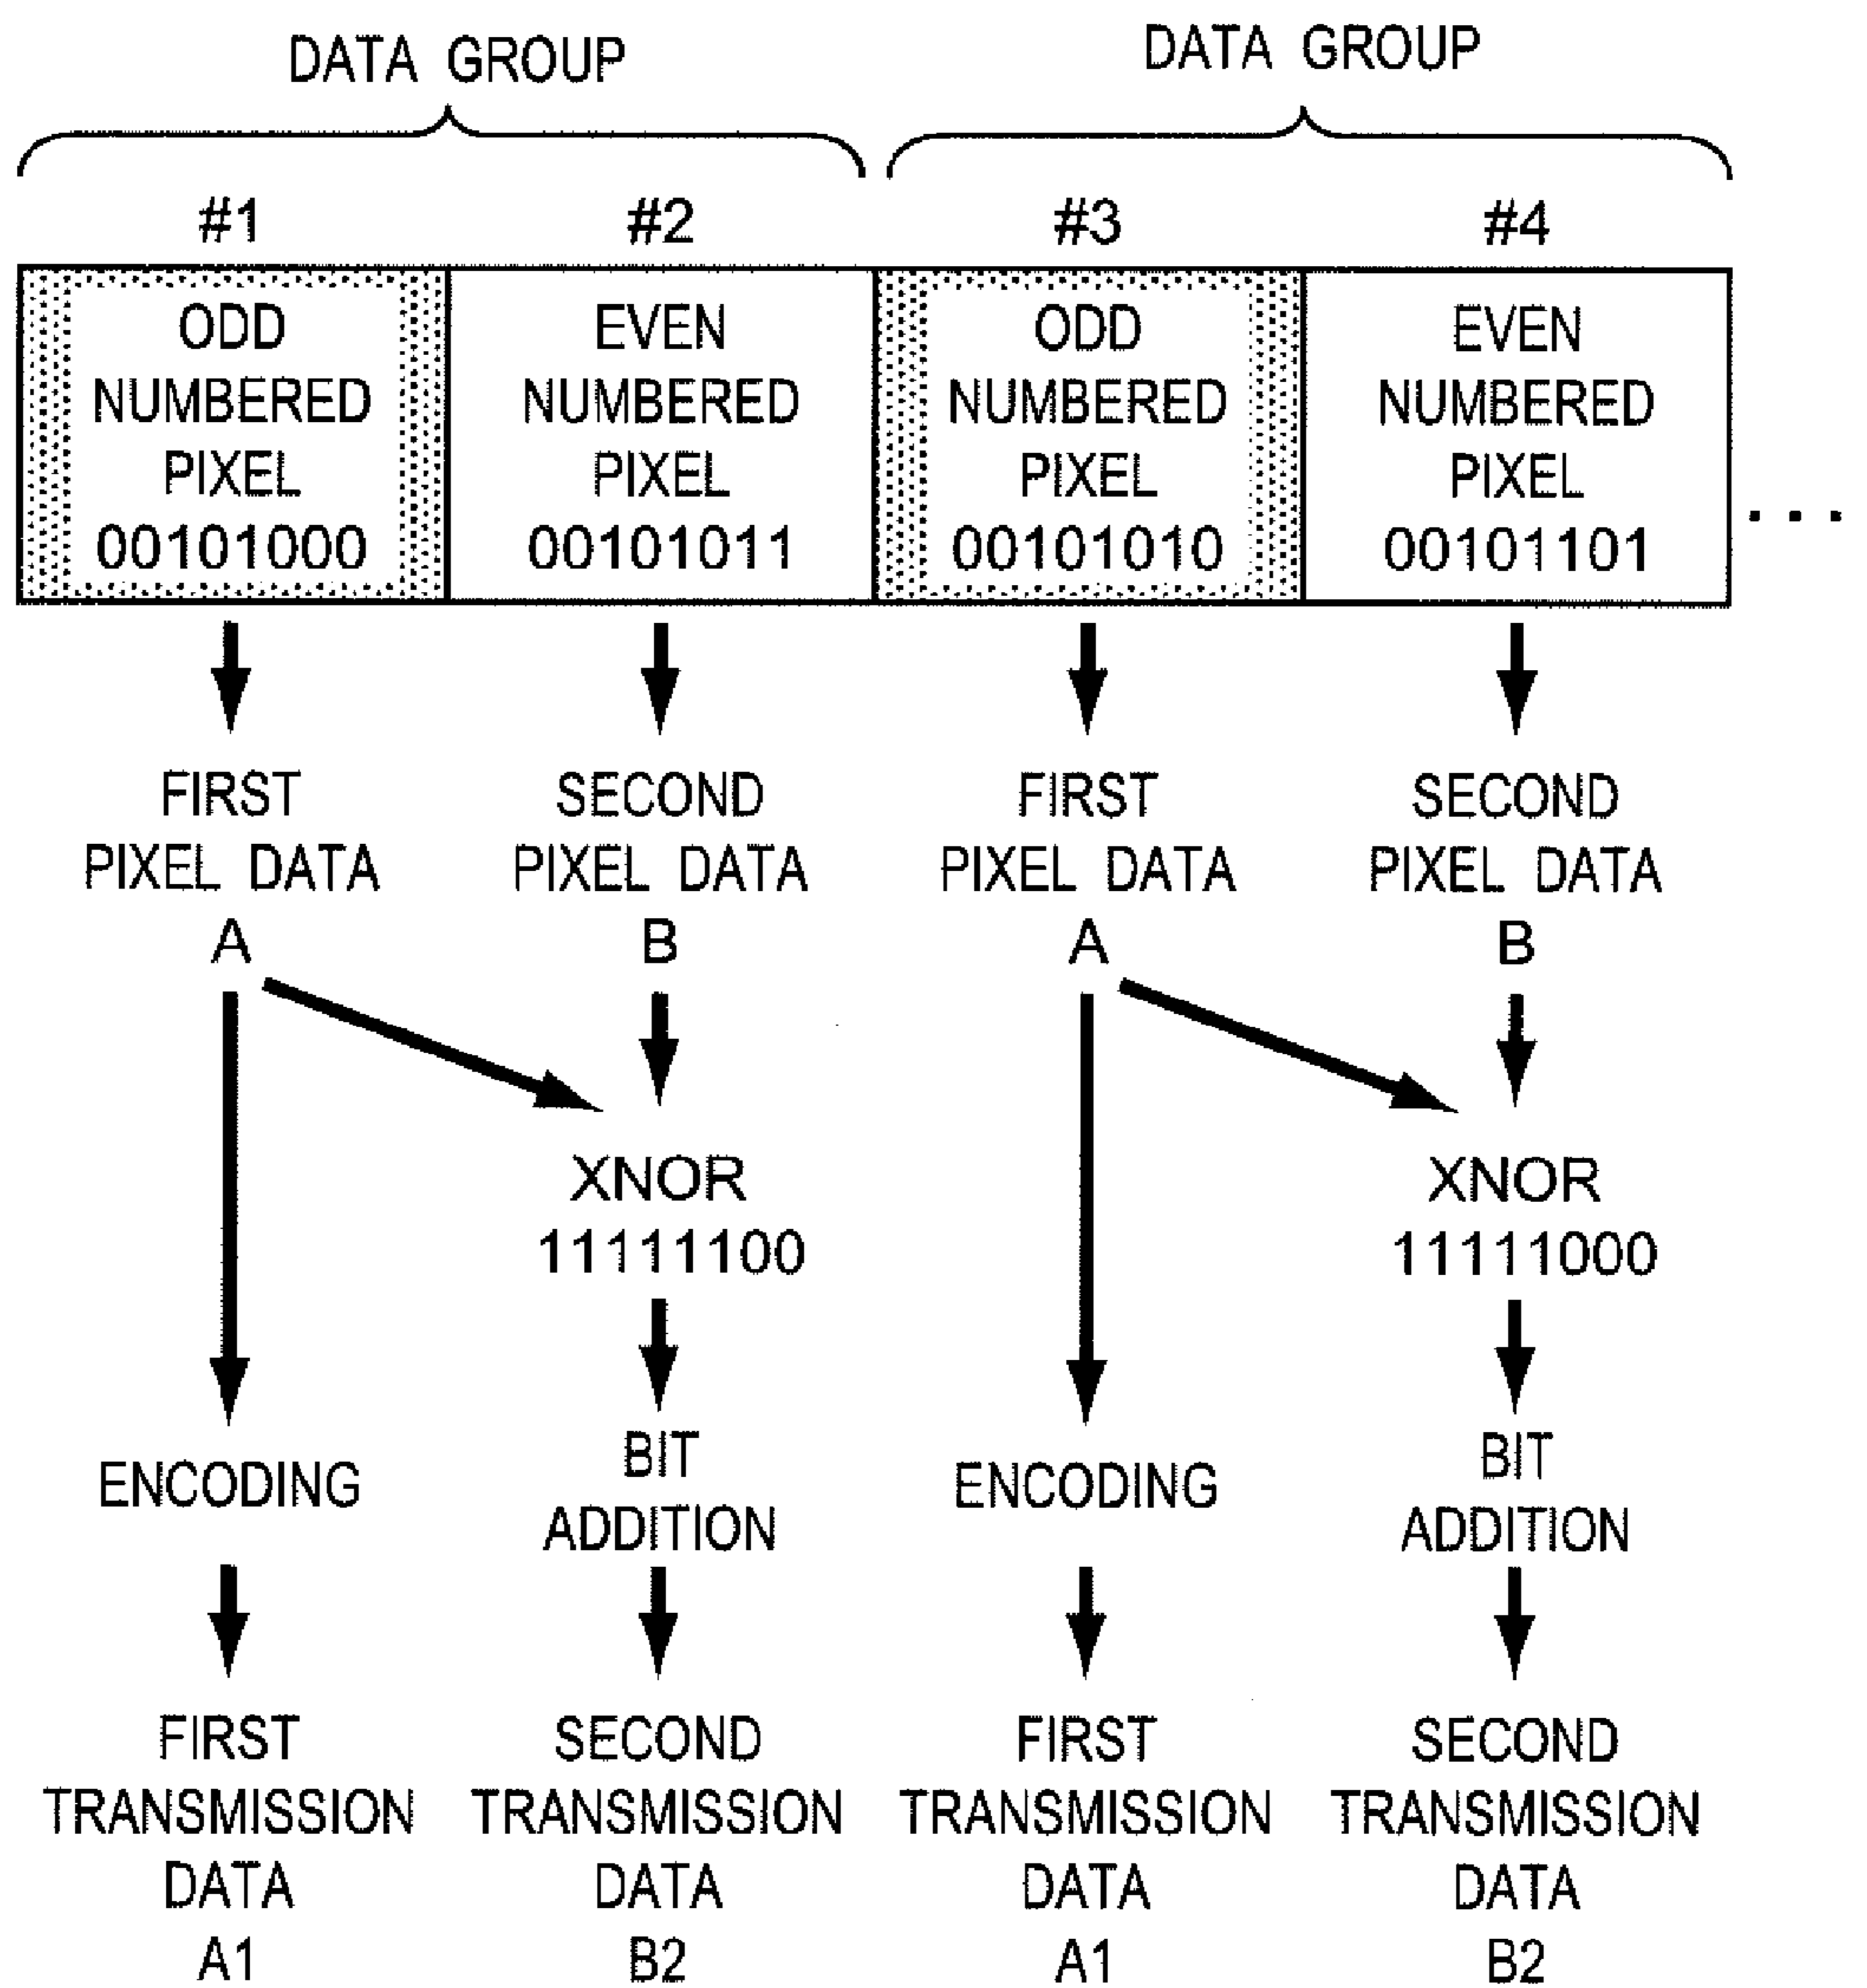 DATA GROUP
DATA GROUP
#1 #2 #3 #4
ODD
NUMBERED
PIXEL
00101000
EVEN
NUMBERED
PIXEL
00101011
ODD
NUMBERED
PIXEL
00101010
EVEN
NUMBERED
PIXEL
00101101
...
FIRST
PIXEL DATA
A
SECOND
PIXEL DATA
B
FIRST
PIXEL DATA
A
SECOND
PIXEL DATA
B
XNOR
11111100
XNOR
11111000
ENCODING
BIT
ADDITION
ENCODING
BIT
ADDITION
FIRST
TRANSMISSION
DATA
A1
SECOND
TRANSMISSION
DATA
B2
FIRST
TRANSMISSION
DATA
A1
SECOND
TRANSMISSION
DATA
B2